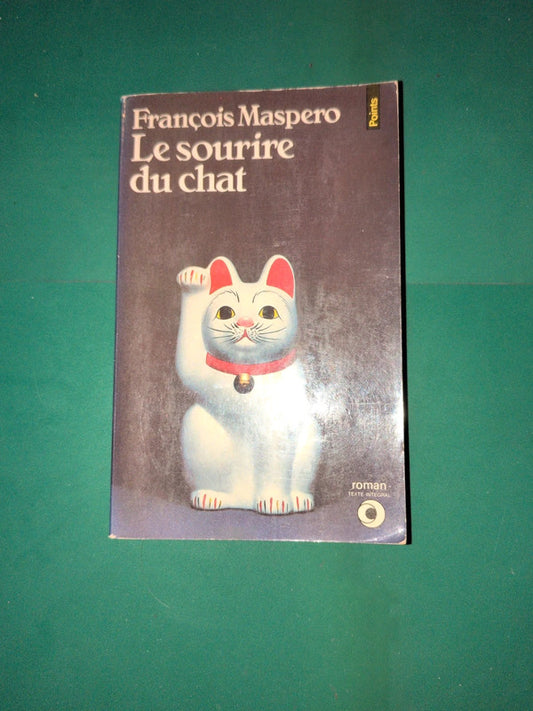 Points
François Maspero
Le sourire
du chat
roman
TEXTE INTÉGRAL